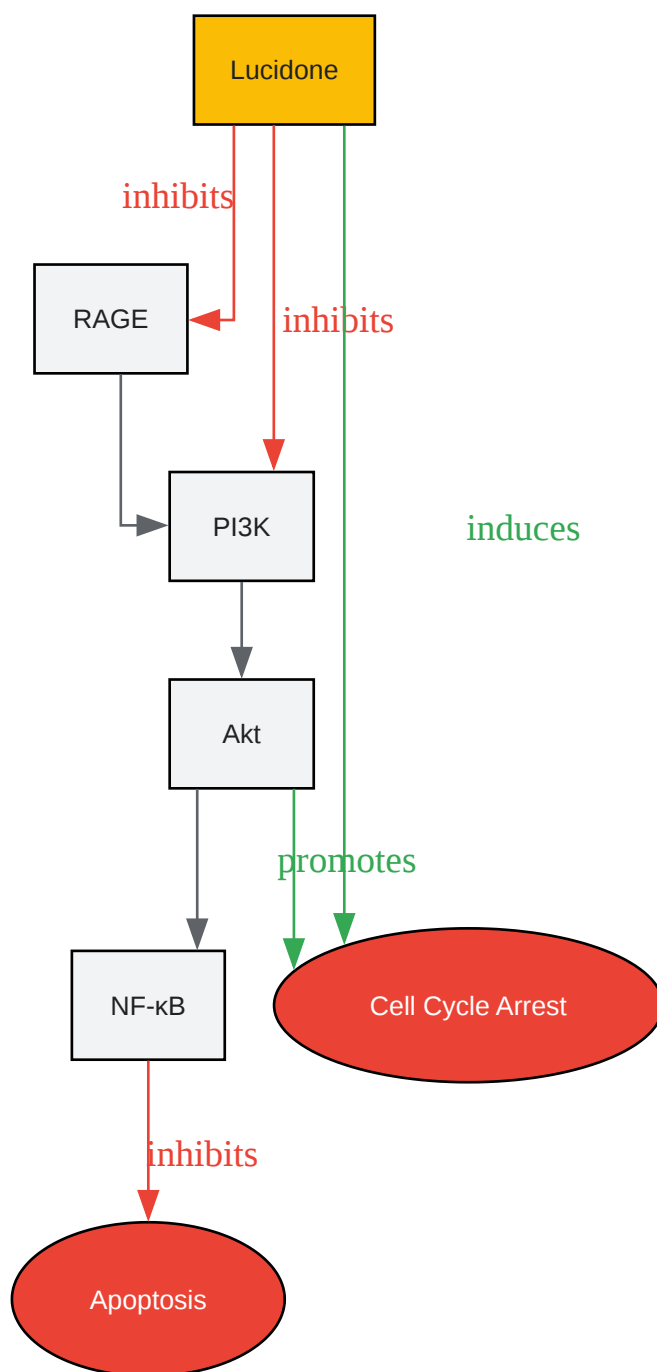 Lucidone
inhibits
RAGE
inhibits
PI3K
induces
Akt
promotes
NF-κB
Cell Cycle Arrest
inhibits
Apoptosis